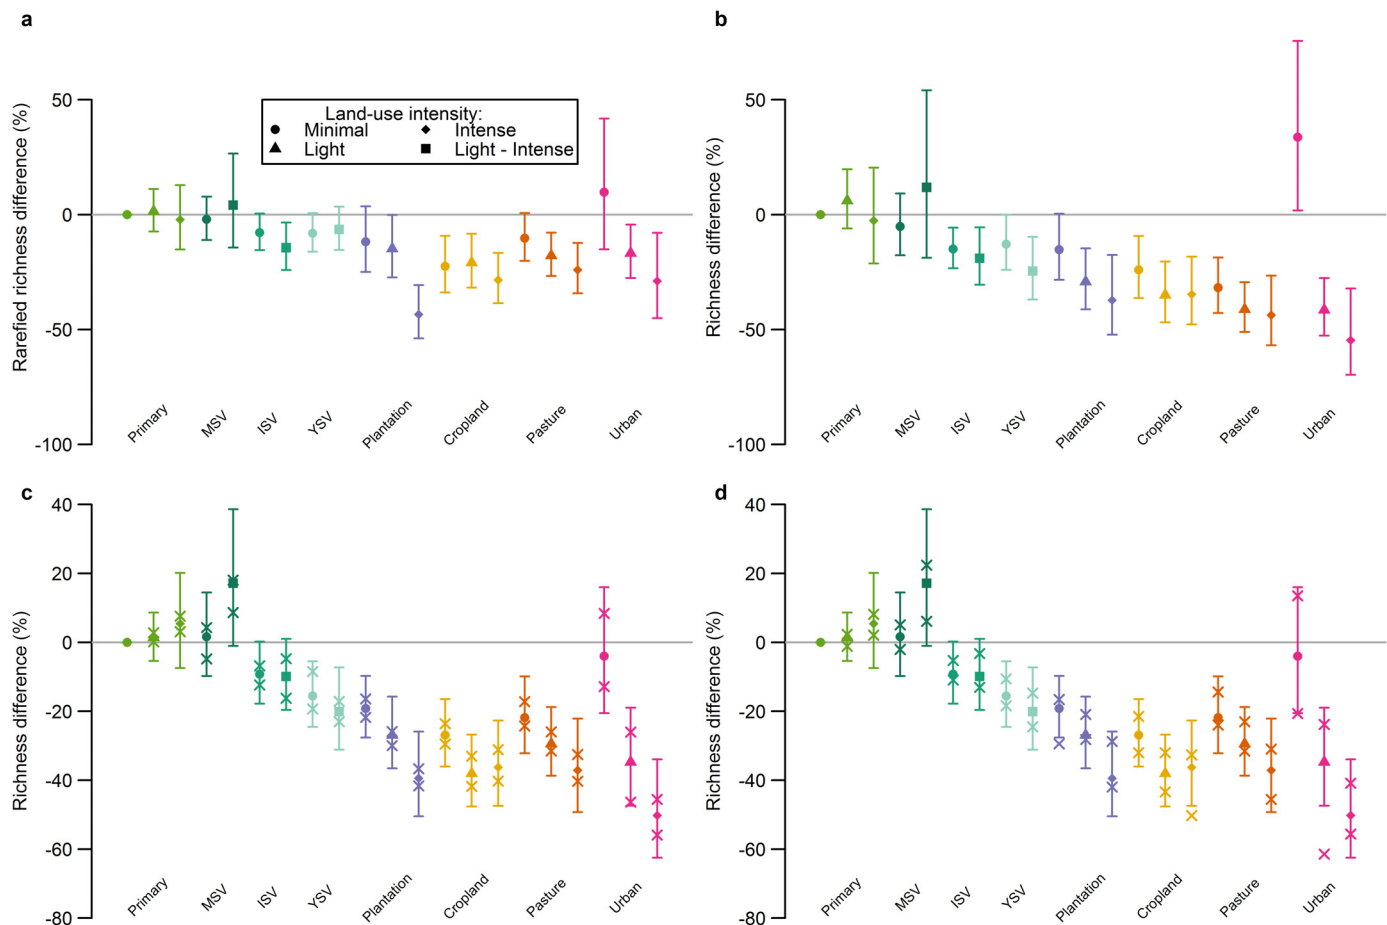 a
Rarefied richness diffence (%)
50
0
-50
-100
Land-use intensity:
Minimal
Intense
Light
Light - Intense
Primary
MSV
ISV
YSV
Plantation
Cropland
Pasture
Urban
b
Richness difference (%)
50
0
-50
-100
Primary
MSV
ISV
YSV
Plantation
Cropland
Pasture
Urban
c
Richness difference (%)
40
20
0
-20
-40
-60
-80
Primary
MSV
ISV
YSV
Plantation
Cropland
Pasture
Urban
d
Richness difference (%)
40
20
0
-20
-40
-60
-80
Primary
MSV
ISV
YSV
Plantation
Cropland
Pasture
Urban